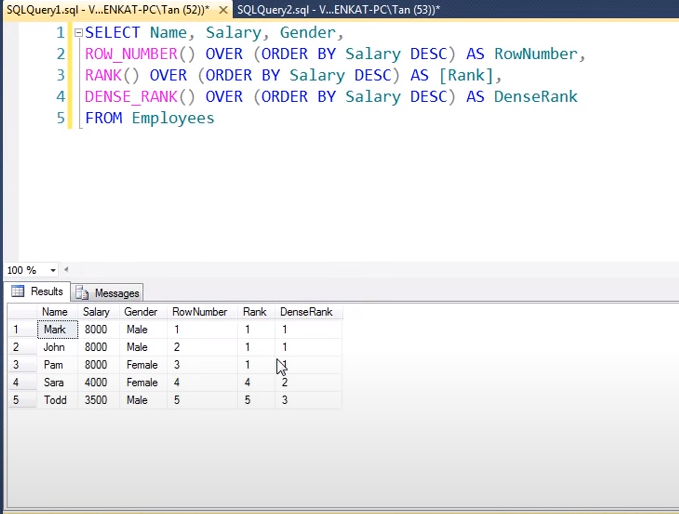 SQLQuery1.sql - V...ENKAT-PC\Tan (52))* SQLQuery2.sql - V...ENKAT-PC\Tan (53))*
1 SELECT Name, Salary, Gender,
2 ROW_NUMBER() OVER (ORDER BY Salary DESC) AS RowNumber,
3 RANK() OVER (ORDER BY Salary DESC) AS [Rank],
4 DENSE_RANK() OVER (ORDER BY Salary DESC) AS DenseRank
5 FROM Employees
100 %
Results Messages
Name Salary Gender RowNumber Rank DenseRank
1 Mark 8000 Male 1 1 1
2 John 8000 Male 2 1 1
3 Pam 8000 Female 3 1 1
4 Sara 4000 Female 4 4 2
5 Todd 3500 Male 5 5 3